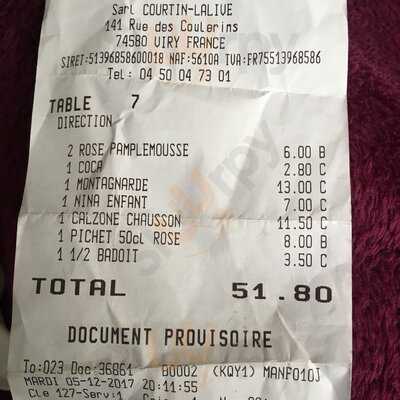 Sarl COURTIN-LALIVE
141 Rue des Coulerins
74580 VIRY FRANCE
SIRET:51396858600018 NAF:5610A TVA:FR75513968586
Tel: 04 50 04 73 01
TABLE 7
DIRECTION
2 ROSE PAMPLEMOUSSE 6.00 B
1 COCA 2.80 C
1 MONTAGNARDE 13.00 C
1 NINA ENFANT 7.00 C
1 CALZONE CHAUSSON 11.50 C
1 PICHET 50cl ROSE 8.00 B
1 1/2 BADOIT 3.50 C
TOTAL 51.80
DOCUMENT PROVISOIRE
To:023 Doc:36861 B0002 (KQY1) MANF010J
MARDI 05-12-2017 20:11:55
Cle 127-Serv:1